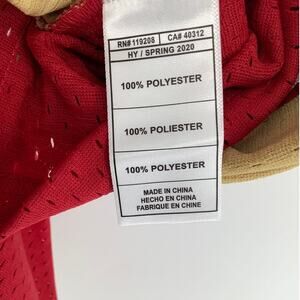 RN# 119208 CA# 40312
HY / SPRING 2020
100% POLYESTER
100% POLIESTER
100% POLYESTER
MADE IN CHINA
HECHO EN CHINA
FABRIQUE EN CHINE